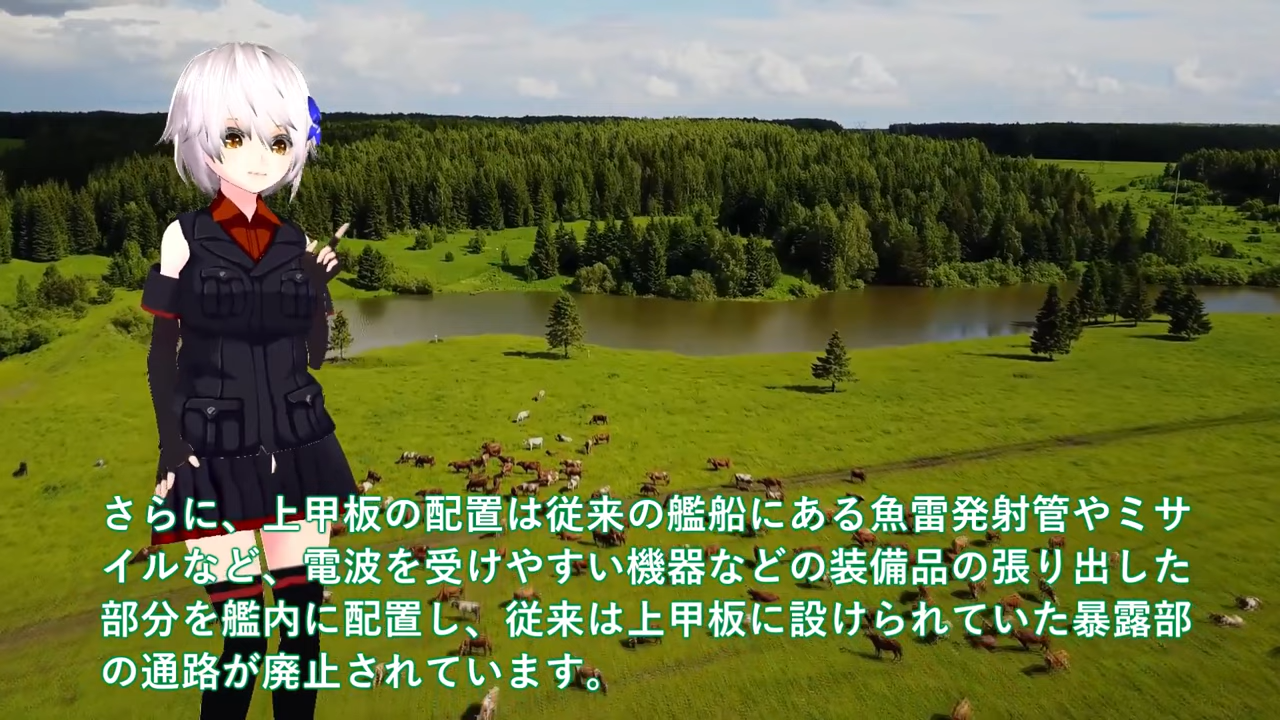 さらに、上甲板の配置は従来の艦船にある魚雷発射管やミサ
イルなど、電波を受けやすい機器などの装備品の張り出した
部分を艦内に配置し、従来は上甲板に設けられていた暴露部
の通路が廃止されています。